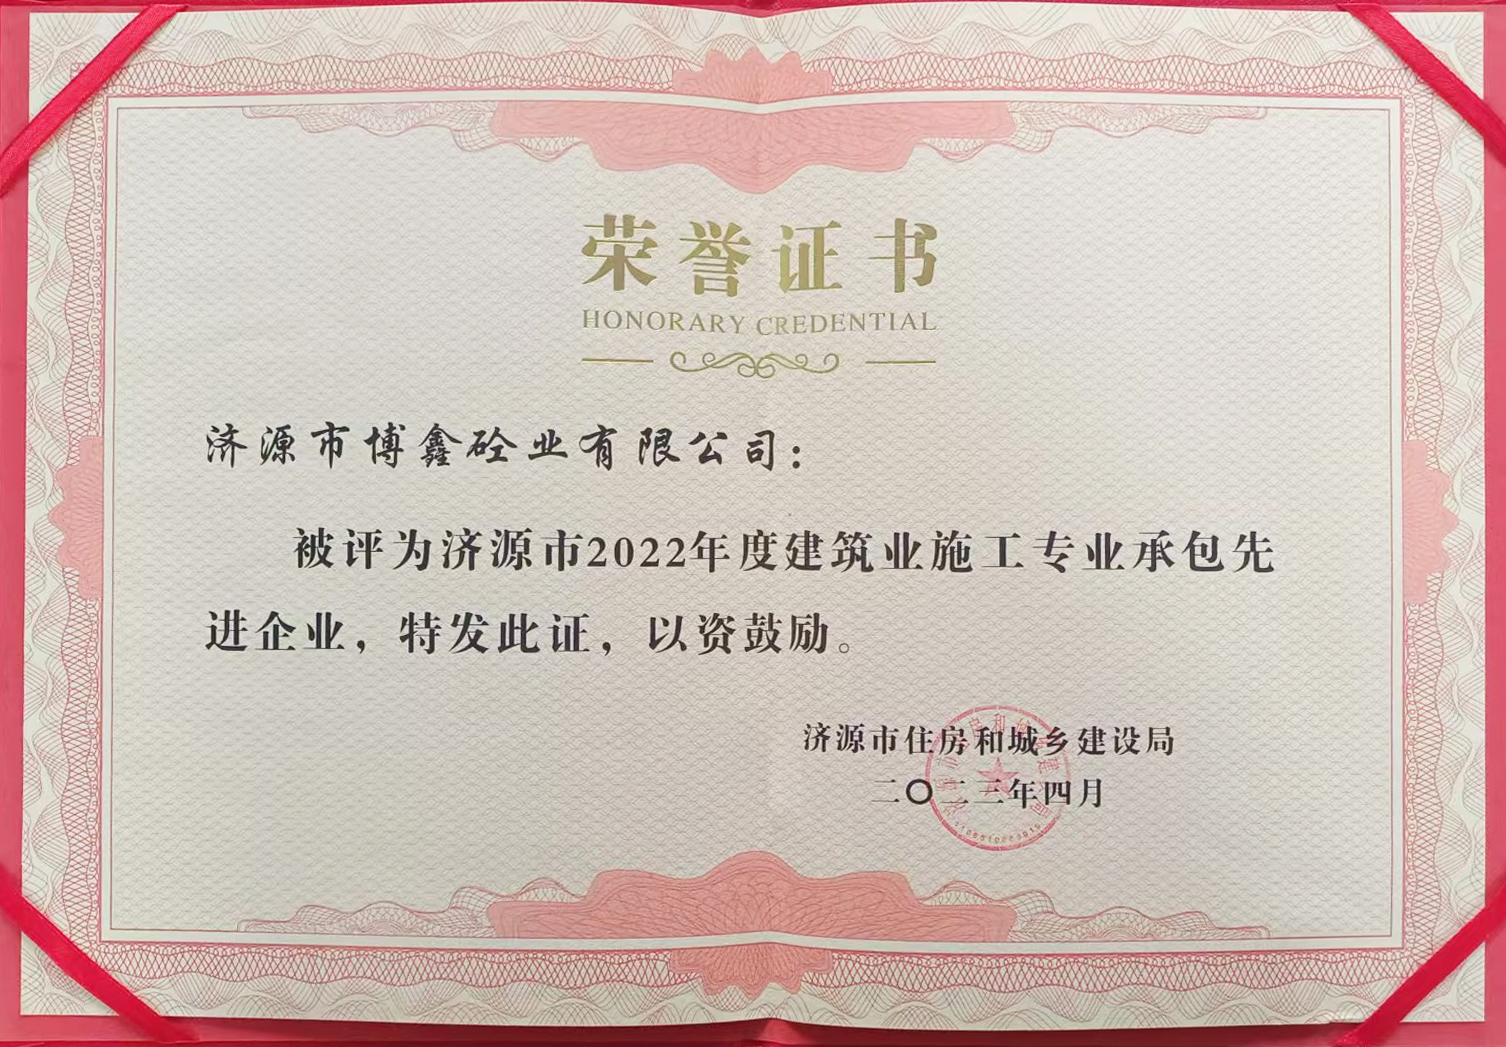 荣誉证书
HONORARY CREDENTIAL
济源市博鑫砼业有限公司：
被评为济源市2022年度建筑业施工专业承包先
进企业，特发此证，以资鼓励。
济源市住房和城乡建设局
二〇二三年四月